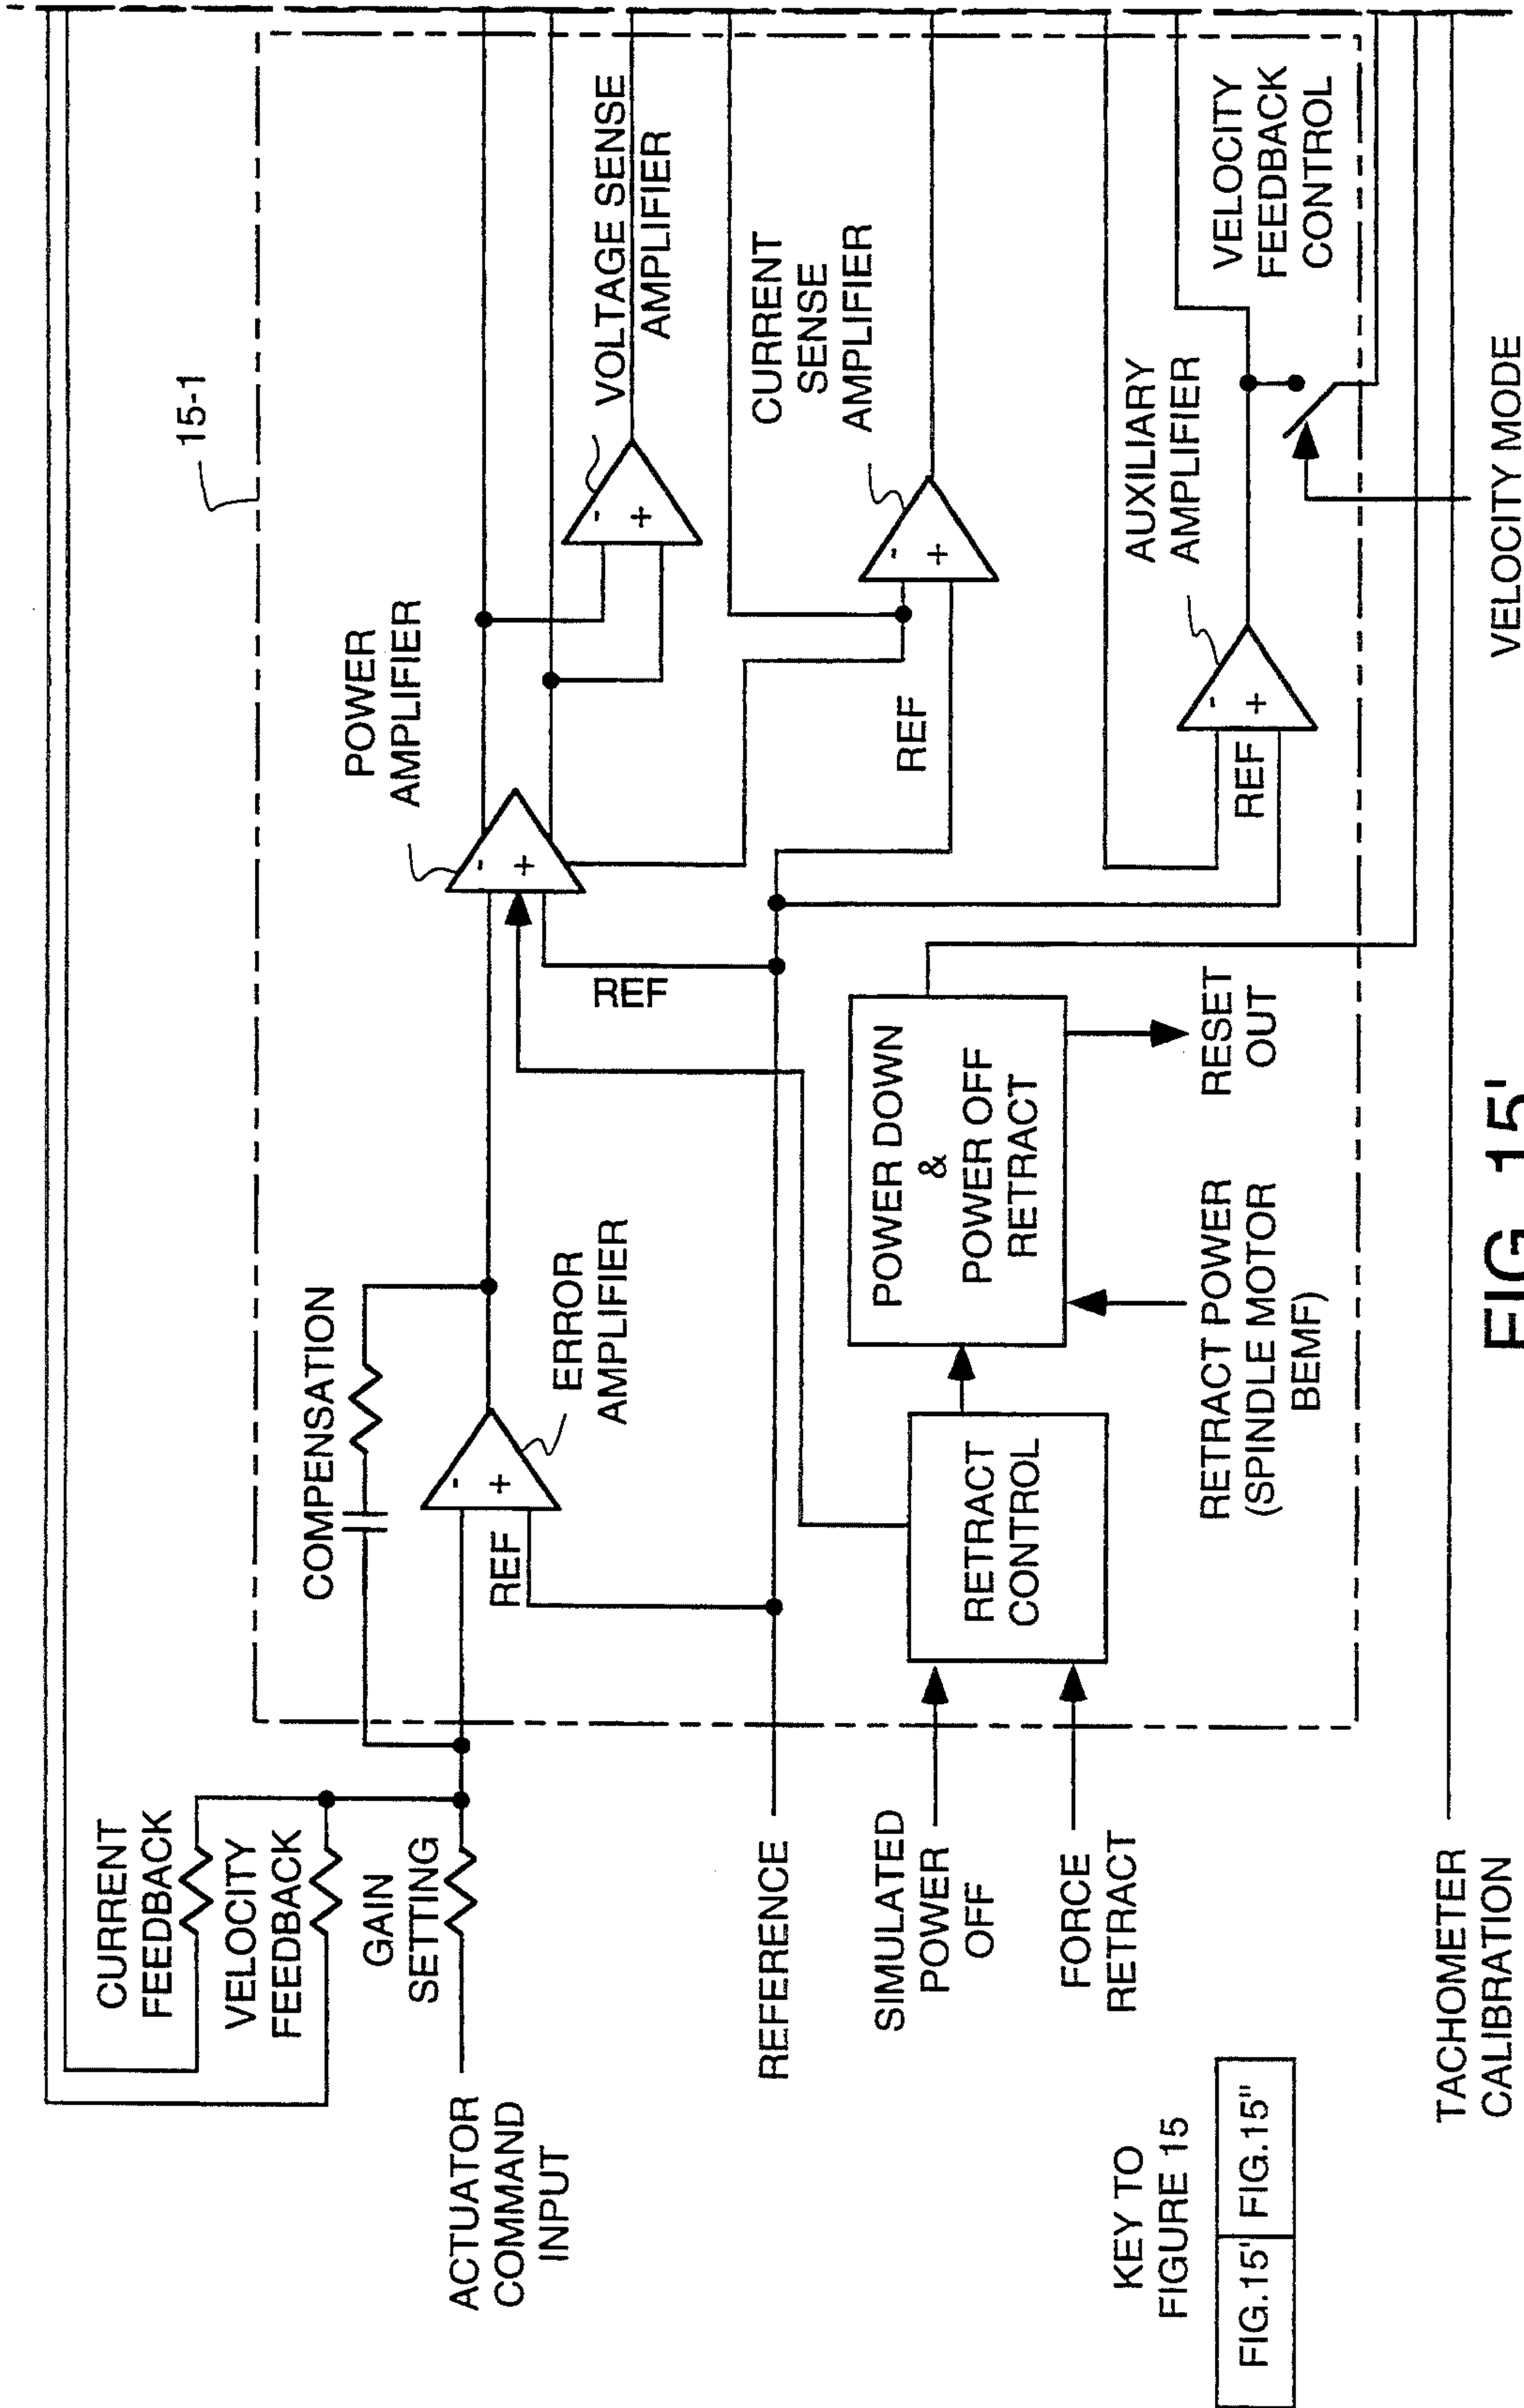 CURRENT
FEEDBACK
VELOCITY
FEEDBACK
GAIN
SETTING
ACTUATOR
COMMAND
INPUT
REFERENCE
SIMULATED
POWER
OFF
FORCE
RETRACT
TACHOMETER
CALIBRATION
KEY TO
FIGURE 15
FIG.15' FIG.15"
15-1
COMPENSATION
-
+
REF
ERROR
AMPLIFIER
POWER
AMPLIFIER
-
+
REF
VOLTAGE SENSE
AMPLIFIER
-
+
CURRENT
SENSE
AMPLIFIER
-
+
REF
AUXILIARY
AMPLIFIER
-
+
REF
VELOCITY
FEEDBACK
CONTROL
VELOCITY MODE
RETRACT
CONTROL
POWER DOWN
&
POWER OFF
RETRACT
RETRACT POWER
(SPINDLE MOTOR
BEMF)
RESET
OUT
FIG. 15'